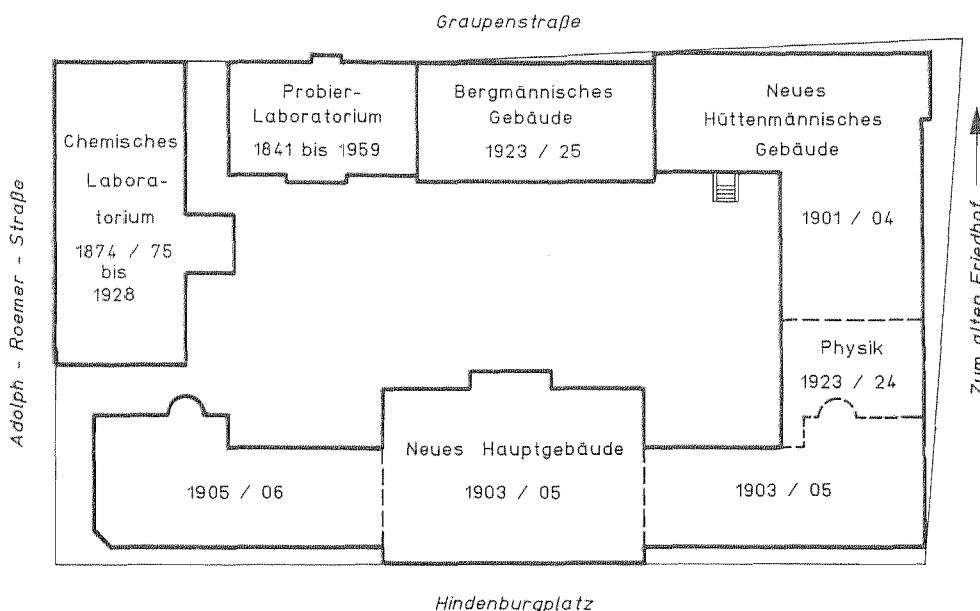 Graupenstraße
Adolph - Roemer - Straße
Chemisches
Labora-
torium
1874 / 75
bis
1928
Probier-
Laboratorium
1841 bis 1959
Bergmännisches
Gebäude
1923 / 25
Neues
Hüttenmännisches
Gebäude
1901 / 04
Physik
1923 / 24
Zum alten Friedhof
1905 / 06
Neues Hauptgebäude
1903 / 05
1903 / 05
Hindenburgplatz